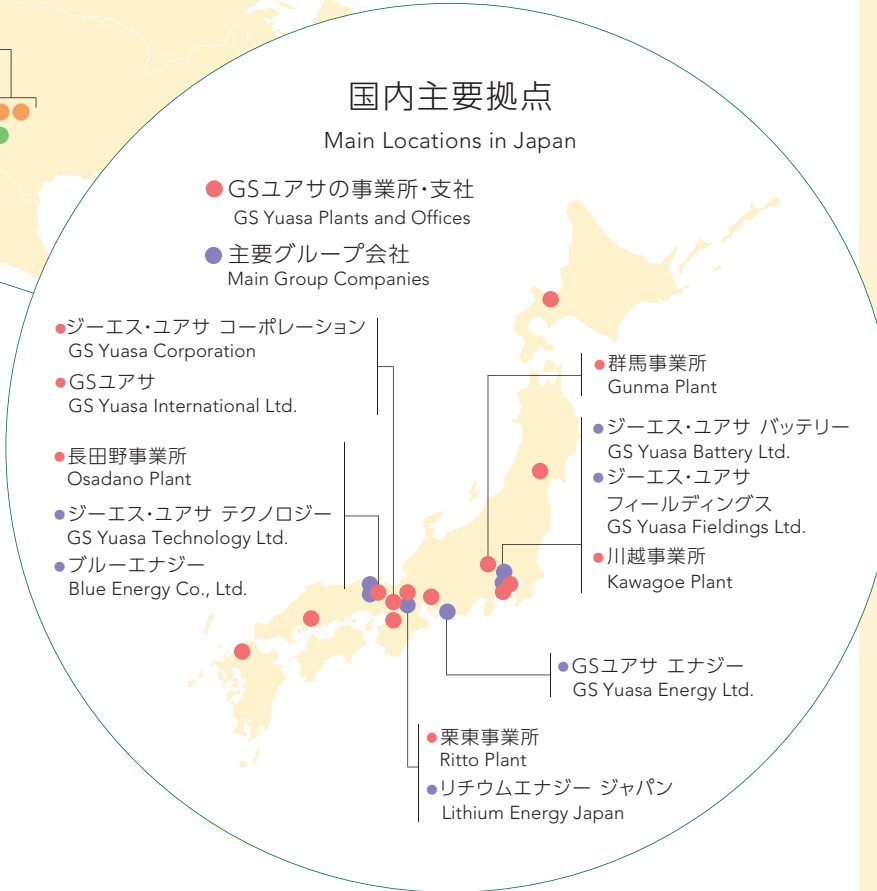 国内主要拠点
Main Locations in Japan
GSユアサの事業所・支社
GS Yuasa Plants and Offices
主要グループ会社
Main Group Companies
ジーエス・ユアサ コーポレーション
GS Yuasa Corporation
GSユアサ
GS Yuasa International Ltd.
長田野事業所
Osadano Plant
ジーエス・ユアサ テクノロジー
GS Yuasa Technology Ltd.
ブルーエナジー
Blue Energy Co., Ltd.
群馬事業所
Gunma Plant
ジーエス・ユアサ バッテリー
GS Yuasa Battery Ltd.
ジーエス・ユアサ
フィールディングス
GS Yuasa Fieldings Ltd.
川越事業所
Kawagoe Plant
GSユアサ エナジー
GS Yuasa Energy Ltd.
栗東事業所
Ritto Plant
リチウムエナジー ジャパン
Lithium Energy Japan